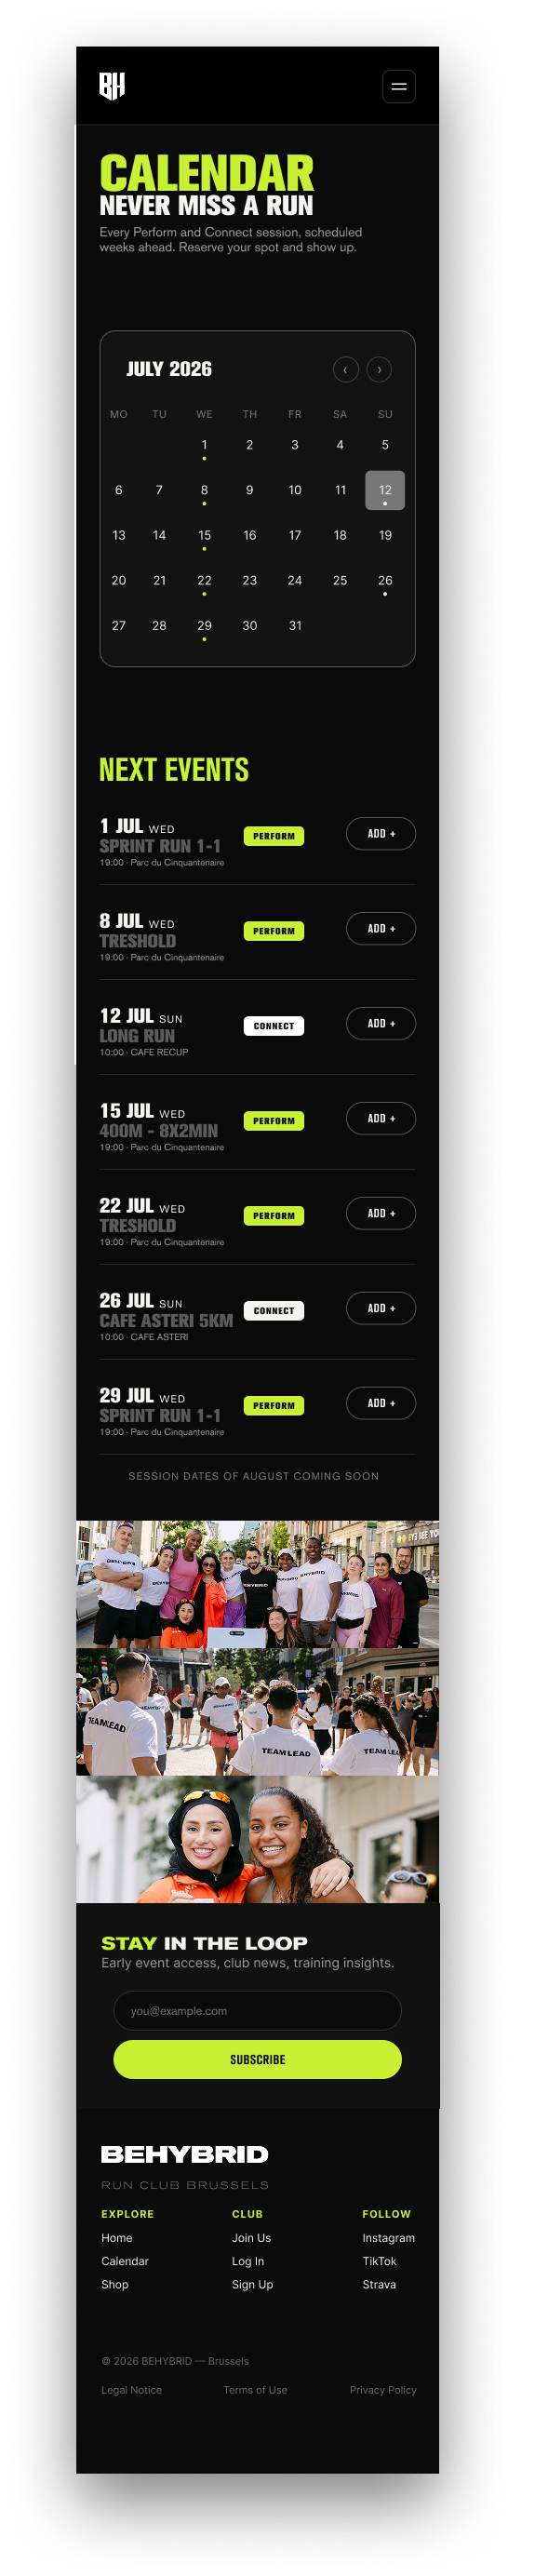 BH
CALENDAR
NEVER MISS A RUN
Every Perform and Connect session, scheduled
weeks ahead. Reserve your spot and show up.
JULY 2026 ‹ ›
MO TU WE TH FR SA SU
1 2 3 4 5
6 7 8 9 10 11 12
13 14 15 16 17 18 19
20 21 22 23 24 25 26
27 28 29 30 31
NEXT EVENTS
1 JUL WED
SPRINT RUN 1-1
19:00 · Parc du Cinquantenaire
PERFORM
ADD +
8 JUL WED
TRESHOLD
19:00 · Parc du Cinquantenaire
PERFORM
ADD +
12 JUL SUN
LONG RUN
10:00 · CAFE RECUP
CONNECT
ADD +
15 JUL WED
400M - 8X2MIN
19:00 · Parc du Cinquantenaire
PERFORM
ADD +
22 JUL WED
TRESHOLD
19:00 · Parc du Cinquantenaire
PERFORM
ADD +
26 JUL SUN
CAFE ASTERI 5KM
10:00 · CAFE ASTERI
CONNECT
ADD +
29 JUL WED
SPRINT RUN 1-1
19:00 · Parc du Cinquantenaire
PERFORM
ADD +
SESSION DATES OF AUGUST COMING SOON
BEHYBRID
TEAM LEAD
TEAM LEAD
TEAM LEAD
STAY IN THE LOOP
Early event access, club news, training insights.
you@example.com
SUBSCRIBE
BEHYBRID
RUN CLUB BRUSSELS
EXPLORE CLUB FOLLOW
Home Join Us Instagram
Calendar Log In TikTok
Shop Sign Up Strava
© 2026 BEHYBRID — Brussels
Legal Notice Terms of Use Privacy Policy